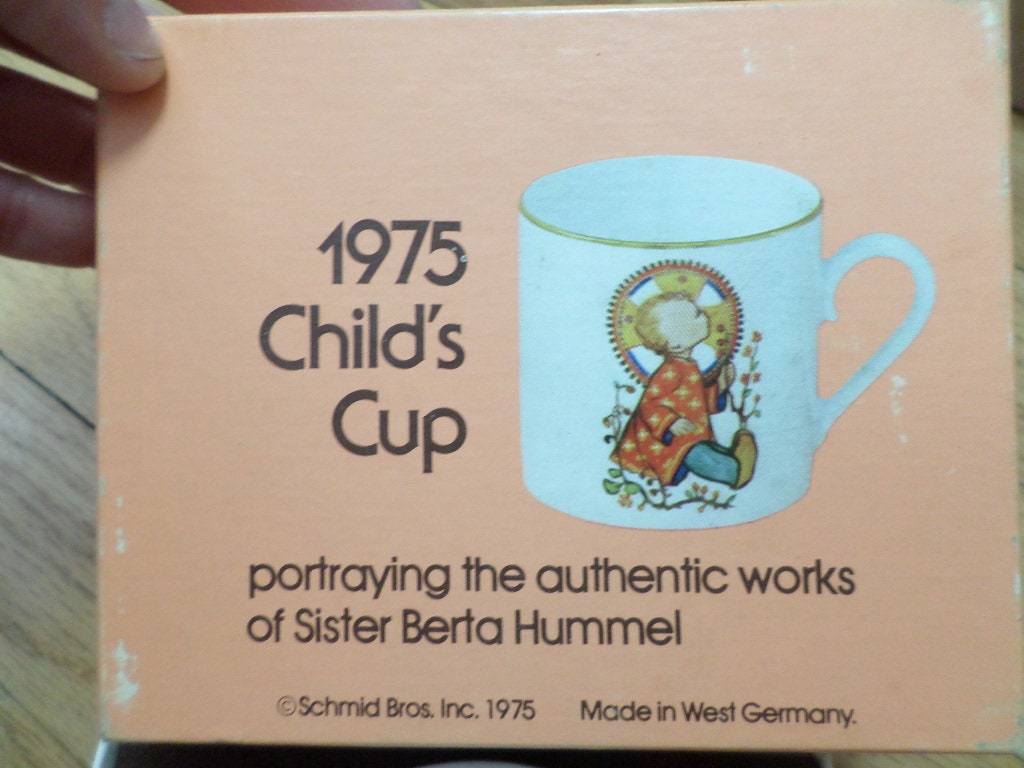 1975
Child's
Cup
portraying the authentic works
of Sister Berta Hummel
©Schmid Bros. Inc. 1975 Made in West Germany.